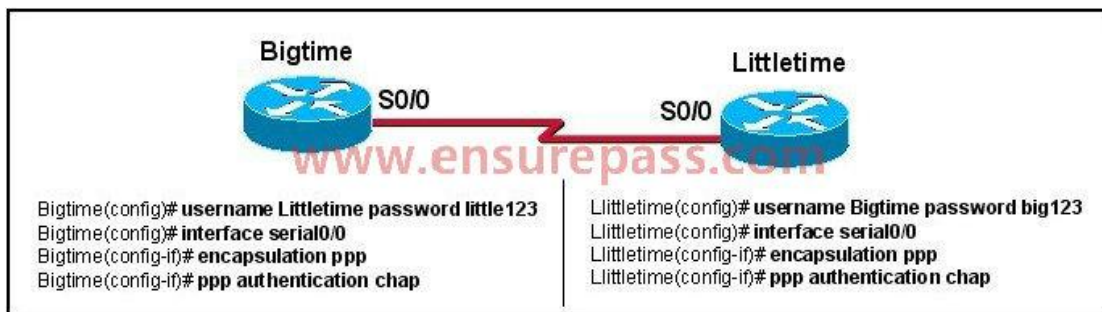 Bigtime
Littletime
S0/0
S0/0
www.ensurepass.com
Bigtime(config)# username Littletime password little123
Bigtime(config)# interface serial0/0
Bigtime(config-if)# encapsulation ppp
Bigtime(config-if)# ppp authentication chap
Llittletime(config)# username Bigtime password big123
Llittletime(config)# interface serial0/0
Llittletime(config-if)# encapsulation ppp
Llittletime(config-if)# ppp authentication chap